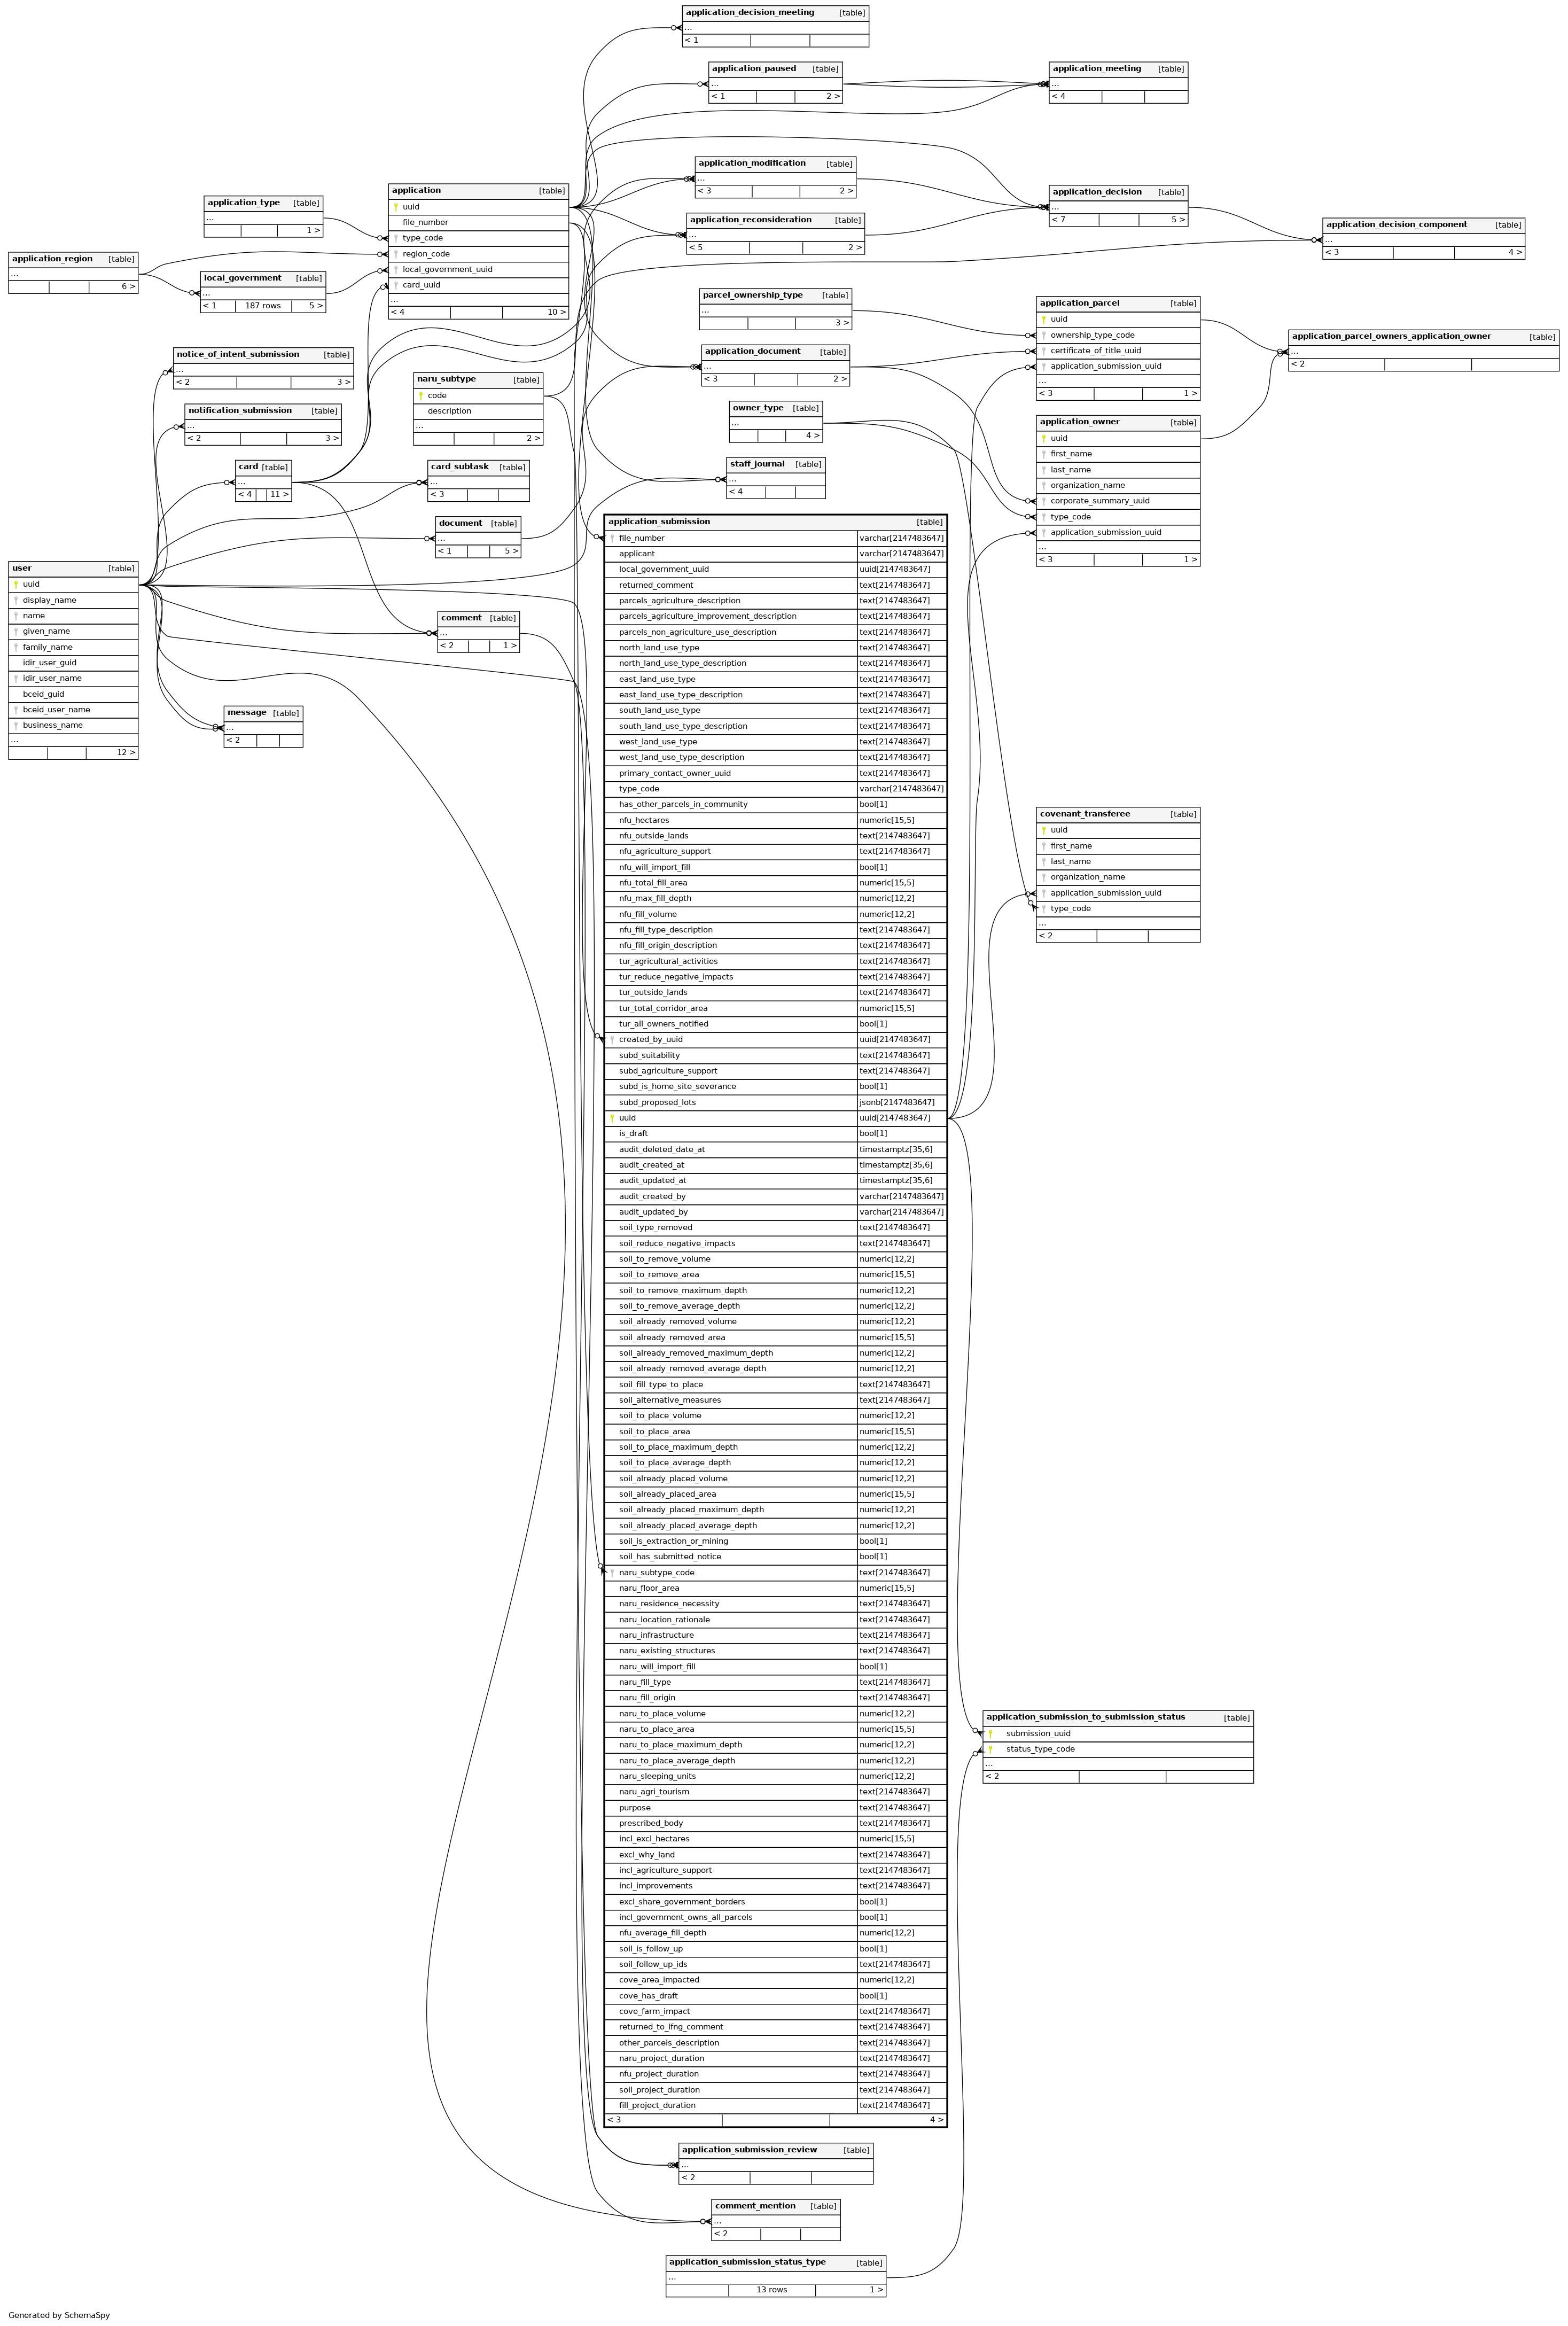 application_decision_meeting [table]
...
< 1
application_paused [table]
...
< 1 2 >
application_meeting [table]
...
< 4
application_modification [table]
...
< 3 2 >
application_decision [table]
...
< 7 5 >
application_reconsideration [table]
...
< 5 2 >
application_decision_component [table]
...
< 3 4 >
application [table]
uuid
file_number
type_code
region_code
local_government_uuid
card_uuid
...
< 4 10 >
application_type [table]
...
1 >
application_region [table]
...
6 >
local_government [table]
...
< 1 187 rows 5 >
parcel_ownership_type [table]
...
3 >
application_parcel [table]
uuid
ownership_type_code
certificate_of_title_uuid
application_submission_uuid
...
< 3 1 >
application_parcel_owners_application_owner [table]
...
< 2
notice_of_intent_submission [table]
...
< 2 3 >
application_document [table]
...
< 3 2 >
naru_subtype [table]
code
description
...
2 >
notification_submission [table]
...
< 2 3 >
owner_type [table]
...
4 >
application_owner [table]
uuid
first_name
last_name
organization_name
corporate_summary_uuid
type_code
application_submission_uuid
...
< 3 1 >
card [table]
...
< 4 11 >
card_subtask [table]
...
< 3
staff_journal [table]
...
< 4
document [table]
...
< 1 5 >
user [table]
uuid
display_name
name
given_name
family_name
idir_user_guid
idir_user_name
bceid_guid
bceid_user_name
business_name
...
12 >
comment [table]
...
< 2 1 >
message [table]
...
< 2
application_submission [table]
file_number varchar[2147483647]
applicant varchar[2147483647]
local_government_uuid uuid[2147483647]
returned_comment text[2147483647]
parcels_agriculture_description text[2147483647]
parcels_agriculture_improvement_description text[2147483647]
parcels_non_agriculture_use_description text[2147483647]
north_land_use_type text[2147483647]
north_land_use_type_description text[2147483647]
east_land_use_type text[2147483647]
east_land_use_type_description text[2147483647]
south_land_use_type text[2147483647]
south_land_use_type_description text[2147483647]
west_land_use_type text[2147483647]
west_land_use_type_description text[2147483647]
primary_contact_owner_uuid text[2147483647]
type_code varchar[2147483647]
has_other_parcels_in_community bool[1]
nfu_hectares numeric[15,5]
nfu_outside_lands text[2147483647]
nfu_agriculture_support text[2147483647]
nfu_will_import_fill bool[1]
nfu_total_fill_area numeric[15,5]
nfu_max_fill_depth numeric[12,2]
nfu_fill_volume numeric[12,2]
nfu_fill_type_description text[2147483647]
nfu_fill_origin_description text[2147483647]
tur_agricultural_activities text[2147483647]
tur_reduce_negative_impacts text[2147483647]
tur_outside_lands text[2147483647]
tur_total_corridor_area numeric[15,5]
tur_all_owners_notified bool[1]
created_by_uuid uuid[2147483647]
subd_suitability text[2147483647]
subd_agriculture_support text[2147483647]
subd_is_home_site_severance bool[1]
subd_proposed_lots jsonb[2147483647]
uuid uuid[2147483647]
is_draft bool[1]
audit_deleted_date_at timestamptz[35,6]
audit_created_at timestamptz[35,6]
audit_updated_at timestamptz[35,6]
audit_created_by varchar[2147483647]
audit_updated_by varchar[2147483647]
soil_type_removed text[2147483647]
soil_reduce_negative_impacts text[2147483647]
soil_to_remove_volume numeric[12,2]
soil_to_remove_area numeric[15,5]
soil_to_remove_maximum_depth numeric[12,2]
soil_to_remove_average_depth numeric[12,2]
soil_already_removed_volume numeric[12,2]
soil_already_removed_area numeric[15,5]
soil_already_removed_maximum_depth numeric[12,2]
soil_already_removed_average_depth numeric[12,2]
soil_fill_type_to_place text[2147483647]
soil_alternative_measures text[2147483647]
soil_to_place_volume numeric[12,2]
soil_to_place_area numeric[15,5]
soil_to_place_maximum_depth numeric[12,2]
soil_to_place_average_depth numeric[12,2]
soil_already_placed_volume numeric[12,2]
soil_already_placed_area numeric[15,5]
soil_already_placed_maximum_depth numeric[12,2]
soil_already_placed_average_depth numeric[12,2]
soil_is_extraction_or_mining bool[1]
soil_has_submitted_notice bool[1]
naru_subtype_code text[2147483647]
naru_floor_area numeric[15,5]
naru_residence_necessity text[2147483647]
naru_location_rationale text[2147483647]
naru_infrastructure text[2147483647]
naru_existing_structures text[2147483647]
naru_will_import_fill bool[1]
naru_fill_type text[2147483647]
naru_fill_origin text[2147483647]
naru_to_place_volume numeric[12,2]
naru_to_place_area numeric[15,5]
naru_to_place_maximum_depth numeric[12,2]
naru_to_place_average_depth numeric[12,2]
naru_sleeping_units numeric[12,2]
naru_agri_tourism text[2147483647]
purpose text[2147483647]
prescribed_body text[2147483647]
incl_excl_hectares numeric[15,5]
excl_why_land text[2147483647]
incl_agriculture_support text[2147483647]
incl_improvements text[2147483647]
excl_share_government_borders bool[1]
incl_government_owns_all_parcels bool[1]
nfu_average_fill_depth numeric[12,2]
soil_is_follow_up bool[1]
soil_follow_up_ids text[2147483647]
cove_area_impacted numeric[12,2]
cove_has_draft bool[1]
cove_farm_impact text[2147483647]
returned_to_lfng_comment text[2147483647]
other_parcels_description text[2147483647]
naru_project_duration text[2147483647]
nfu_project_duration text[2147483647]
soil_project_duration text[2147483647]
fill_project_duration text[2147483647]
< 3 4 >
covenant_transferee [table]
uuid
first_name
last_name
organization_name
application_submission_uuid
type_code
...
< 2
application_submission_to_submission_status [table]
submission_uuid
status_type_code
...
< 2
application_submission_review [table]
...
< 2
comment_mention [table]
...
< 2
application_submission_status_type [table]
...
13 rows 1 >
Generated by SchemaSpy